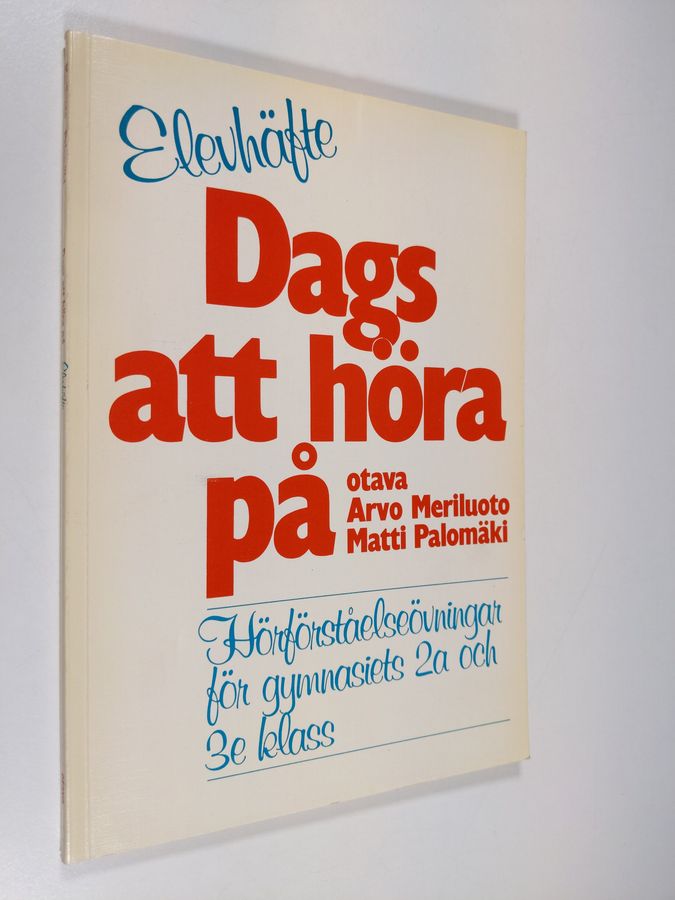 Elevhäfte
Dags
att höra
på
otava
Arvo Meriluoto
Matti Palomäki
Hörförståelseövningar
för gymnasiets 2a och
3e klass